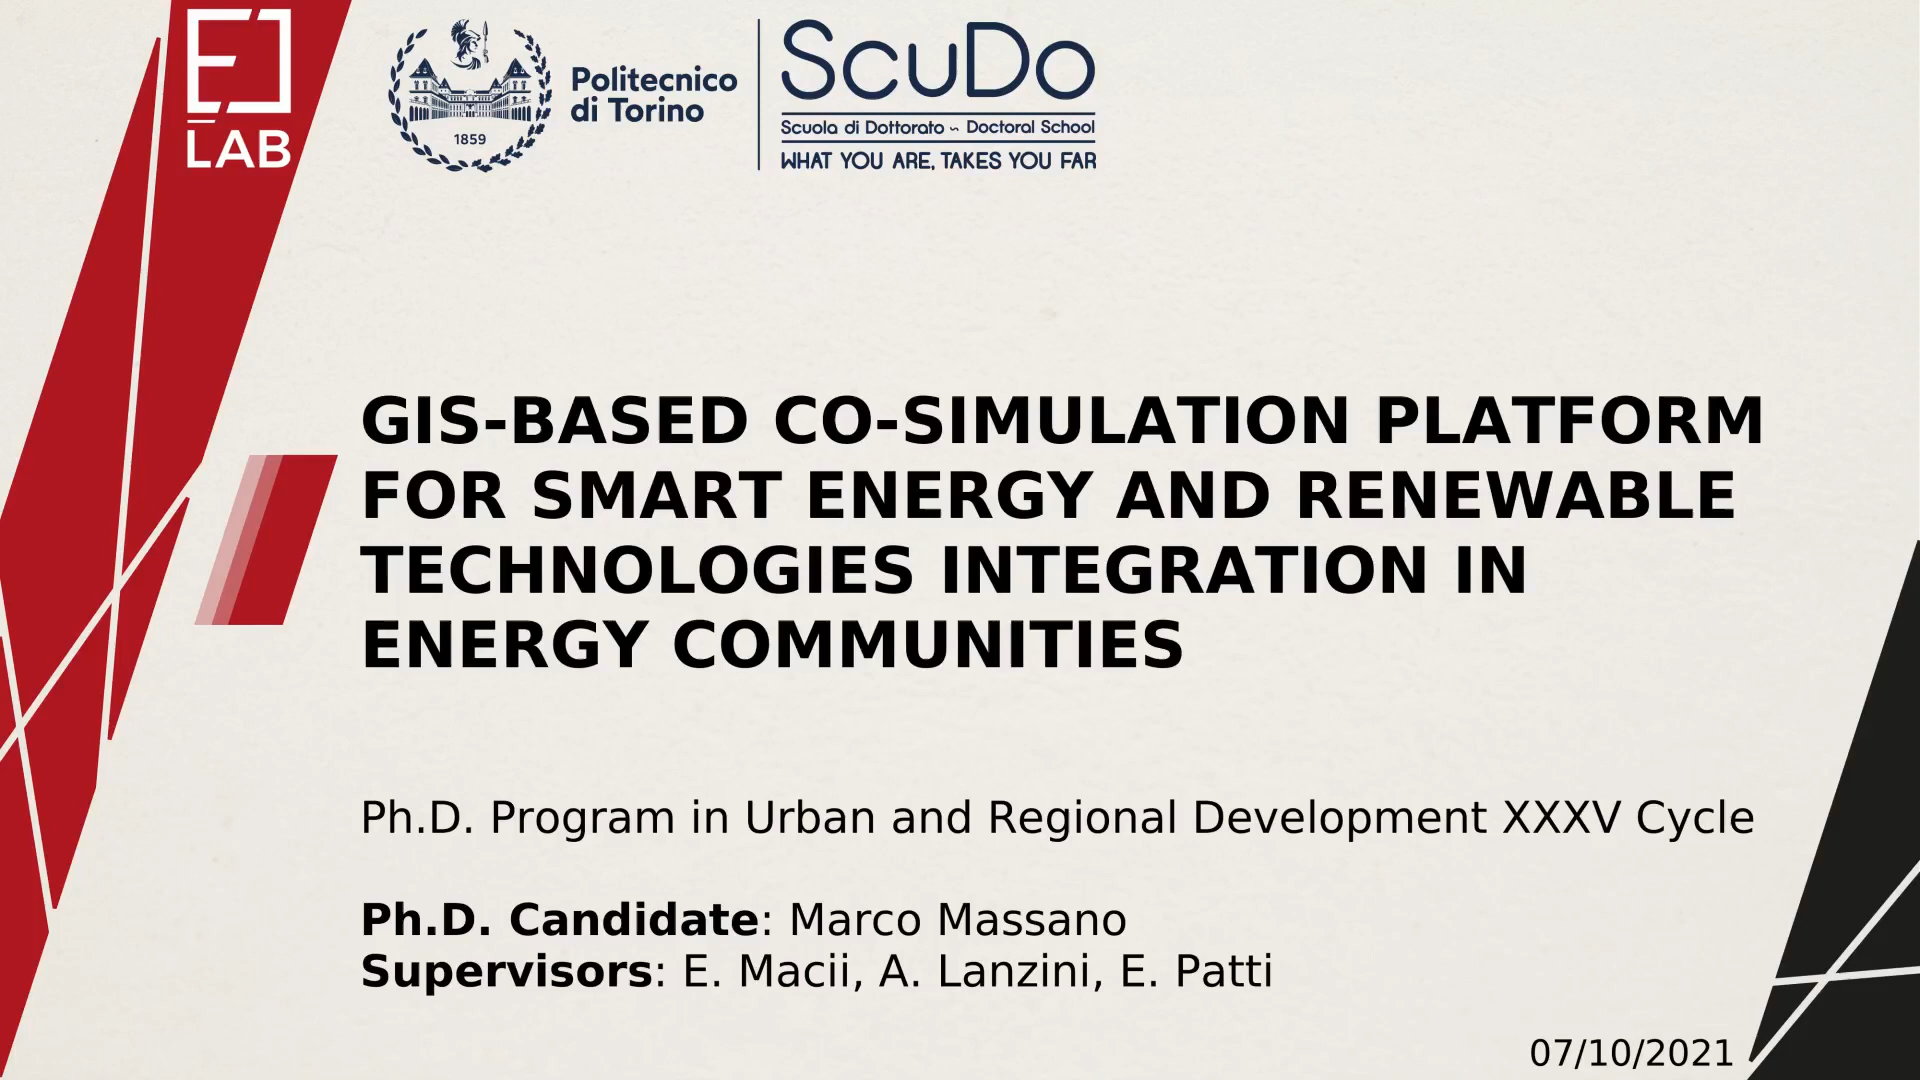 LAB
1859
Politecnico
di Torino
ScuDo
Scuola di Dottorato ~ Doctoral School
WHAT YOU ARE, TAKES YOU FAR
GIS-BASED CO-SIMULATION PLATFORM
FOR SMART ENERGY AND RENEWABLE
TECHNOLOGIES INTEGRATION IN
ENERGY COMMUNITIES
Ph.D. Program in Urban and Regional Development XXXV Cycle
Ph.D. Candidate: Marco Massano
Supervisors: E. Macii, A. Lanzini, E. Patti
07/10/2021